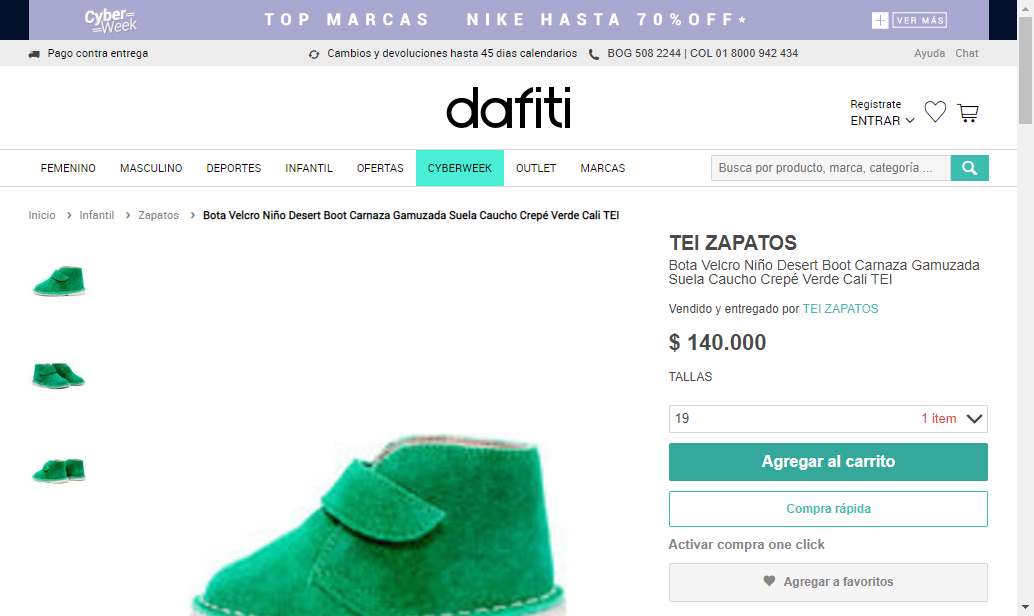 Cyber Week TOP MARCAS NIKE HASTA 70%OFF* + VER MÁS
Pago contra entrega Cambios y devoluciones hasta 45 dias calendarios BOG 508 2244 | COL 01 8000 942 434 Ayuda Chat
dafiti
Registrate
ENTRAR
FEMENINO MASCULINO DEPORTES INFANTIL OFERTAS CYBERWEEK OUTLET MARCAS Busca por producto, marca, categoría ...
Inicio > Infantil > Zapatos > Bota Velcro Niño Desert Boot Carnaza Gamuzada Suela Caucho Crepé Verde Cali TEI
TEI ZAPATOS
Bota Velcro Niño Desert Boot Carnaza Gamuzada
Suela Caucho Crepé Verde Cali TEI
Vendido y entregado por TEI ZAPATOS
$ 140.000
TALLAS
19 1 item
Agregar al carrito
Compra rápida
Activar compra one click
Agregar a favoritos